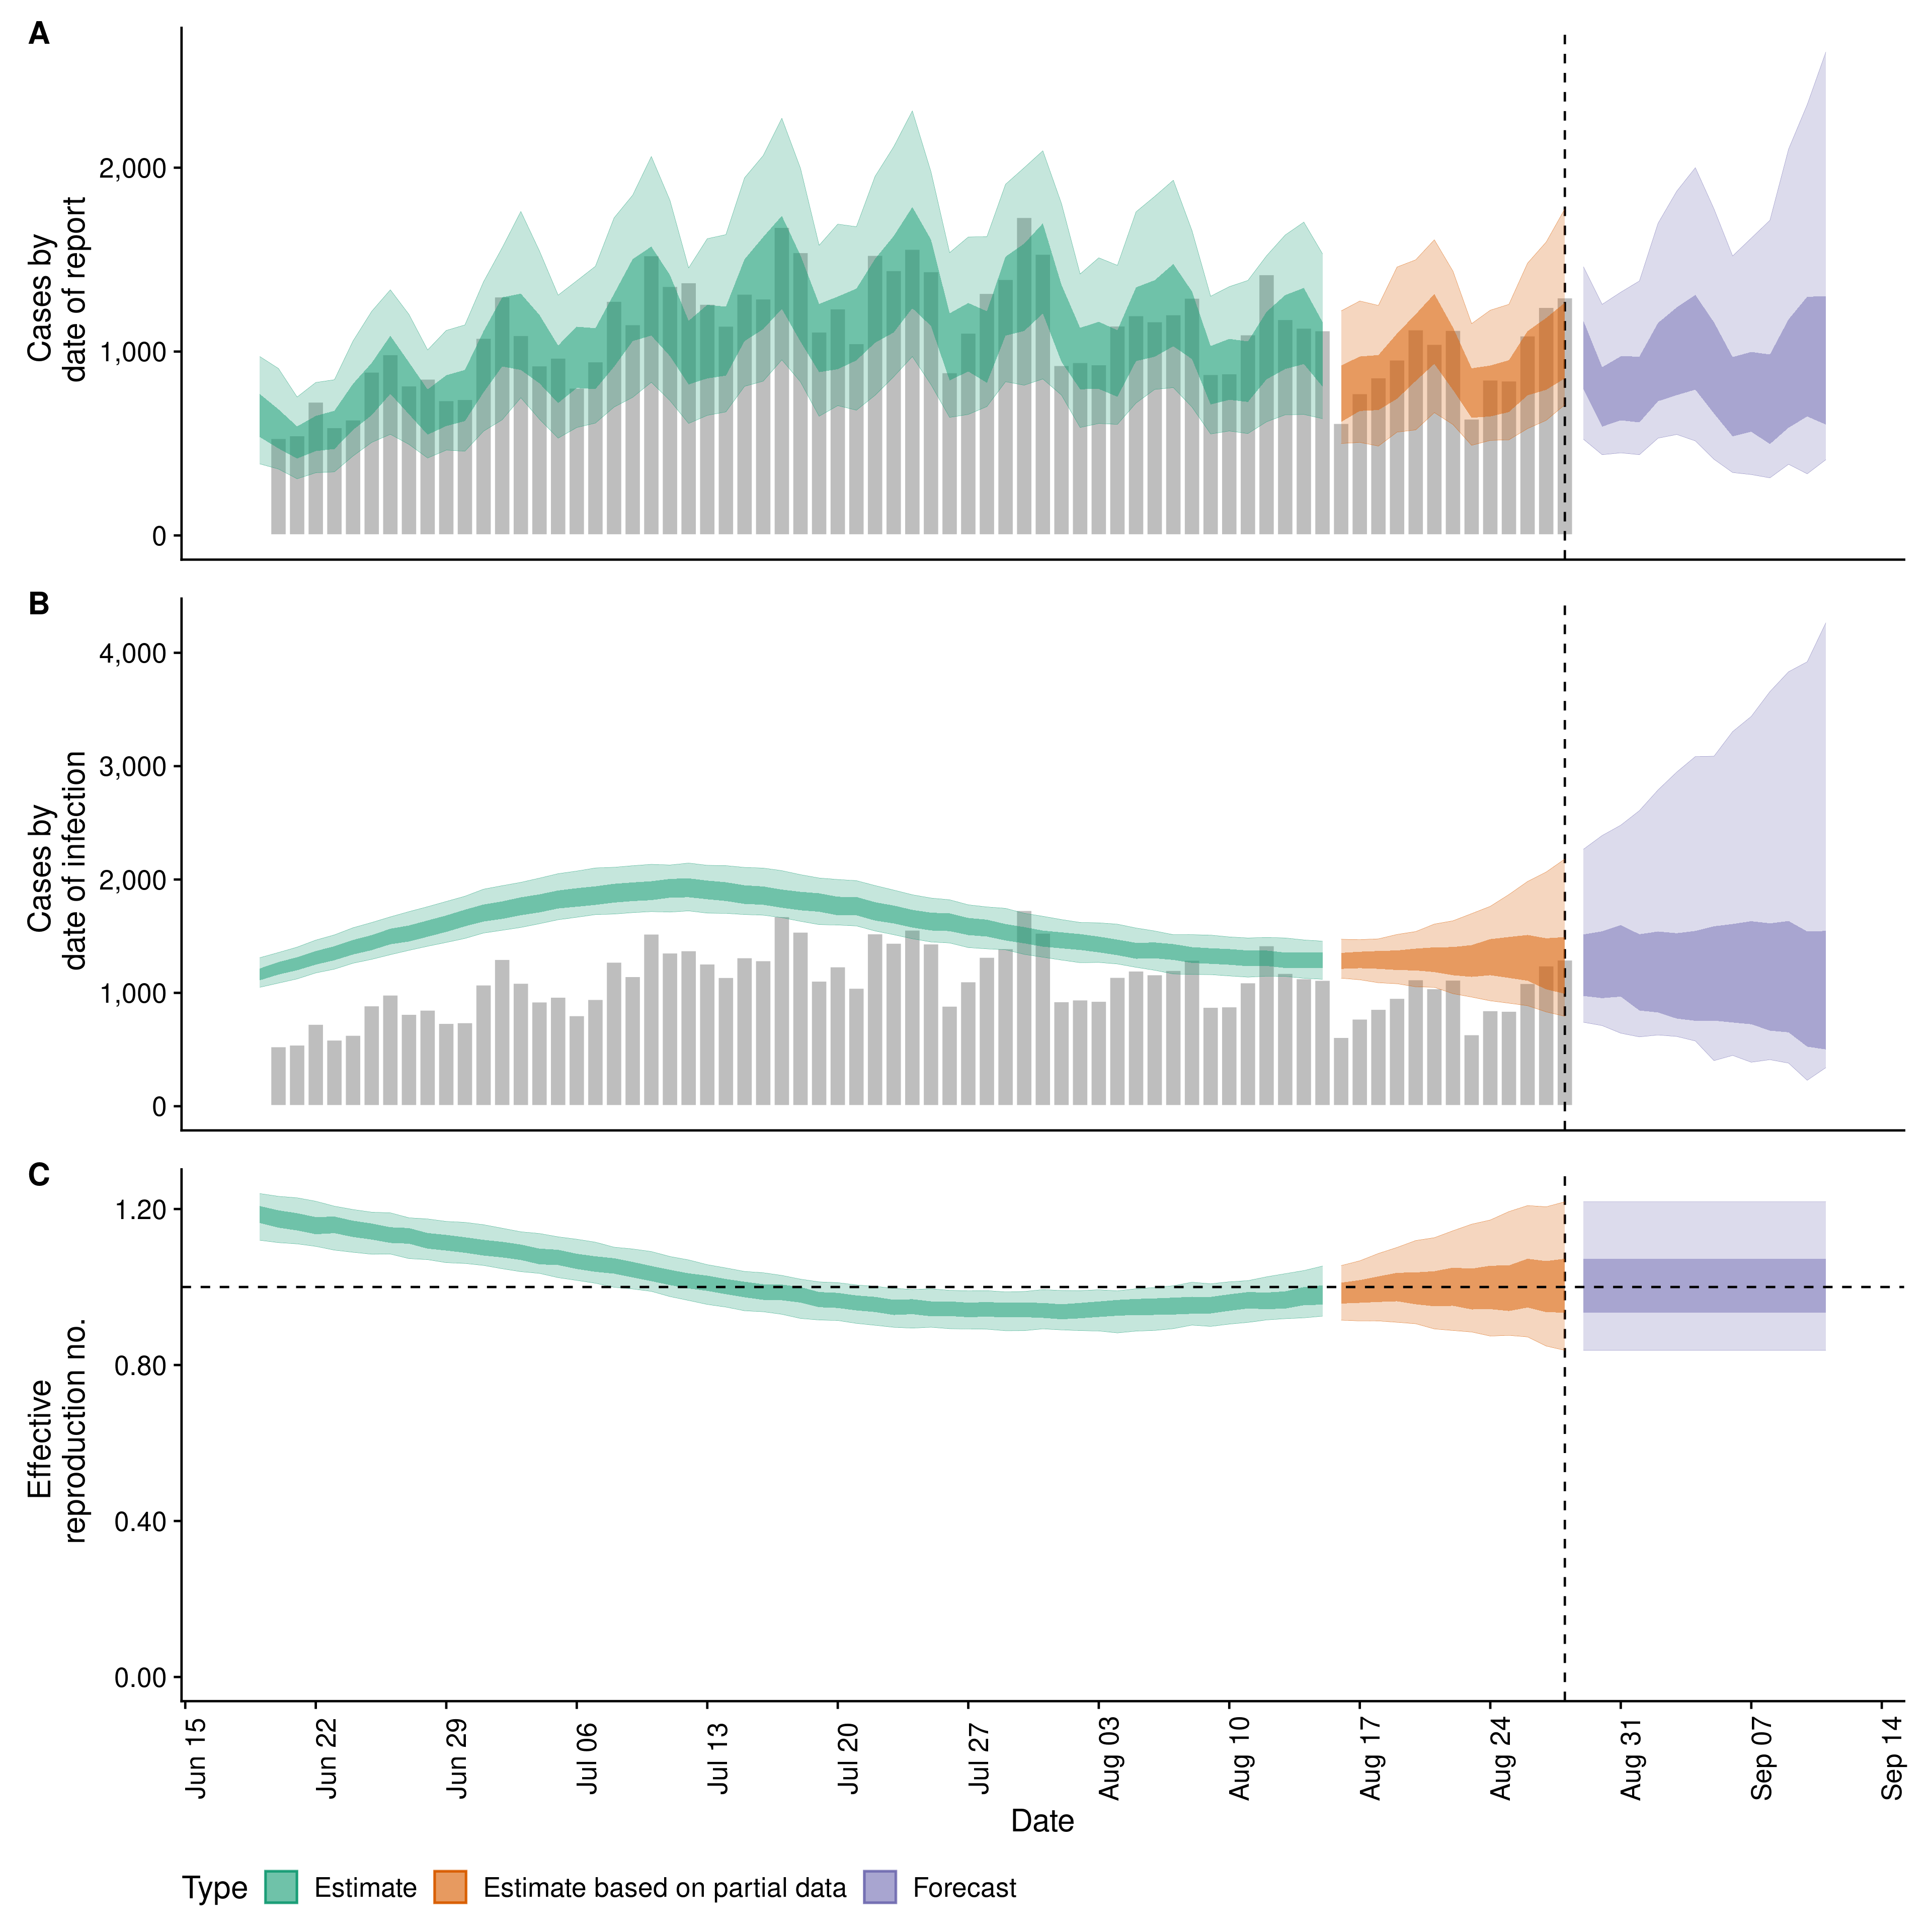 A
Cases by
date of report
2,000
1,000
0
B
Cases by
date of infection
4,000
3,000
2,000
1,000
0
C
Effective
reproduction no.
1.20
0.80
0.40
0.00
Jun 15
Jun 22
Jun 29
Jul 06
Jul 13
Jul 20
Jul 27
Aug 03
Aug 10
Aug 17
Aug 24
Aug 31
Sep 07
Sep 14
Date
Type Estimate Estimate based on partial data Forecast